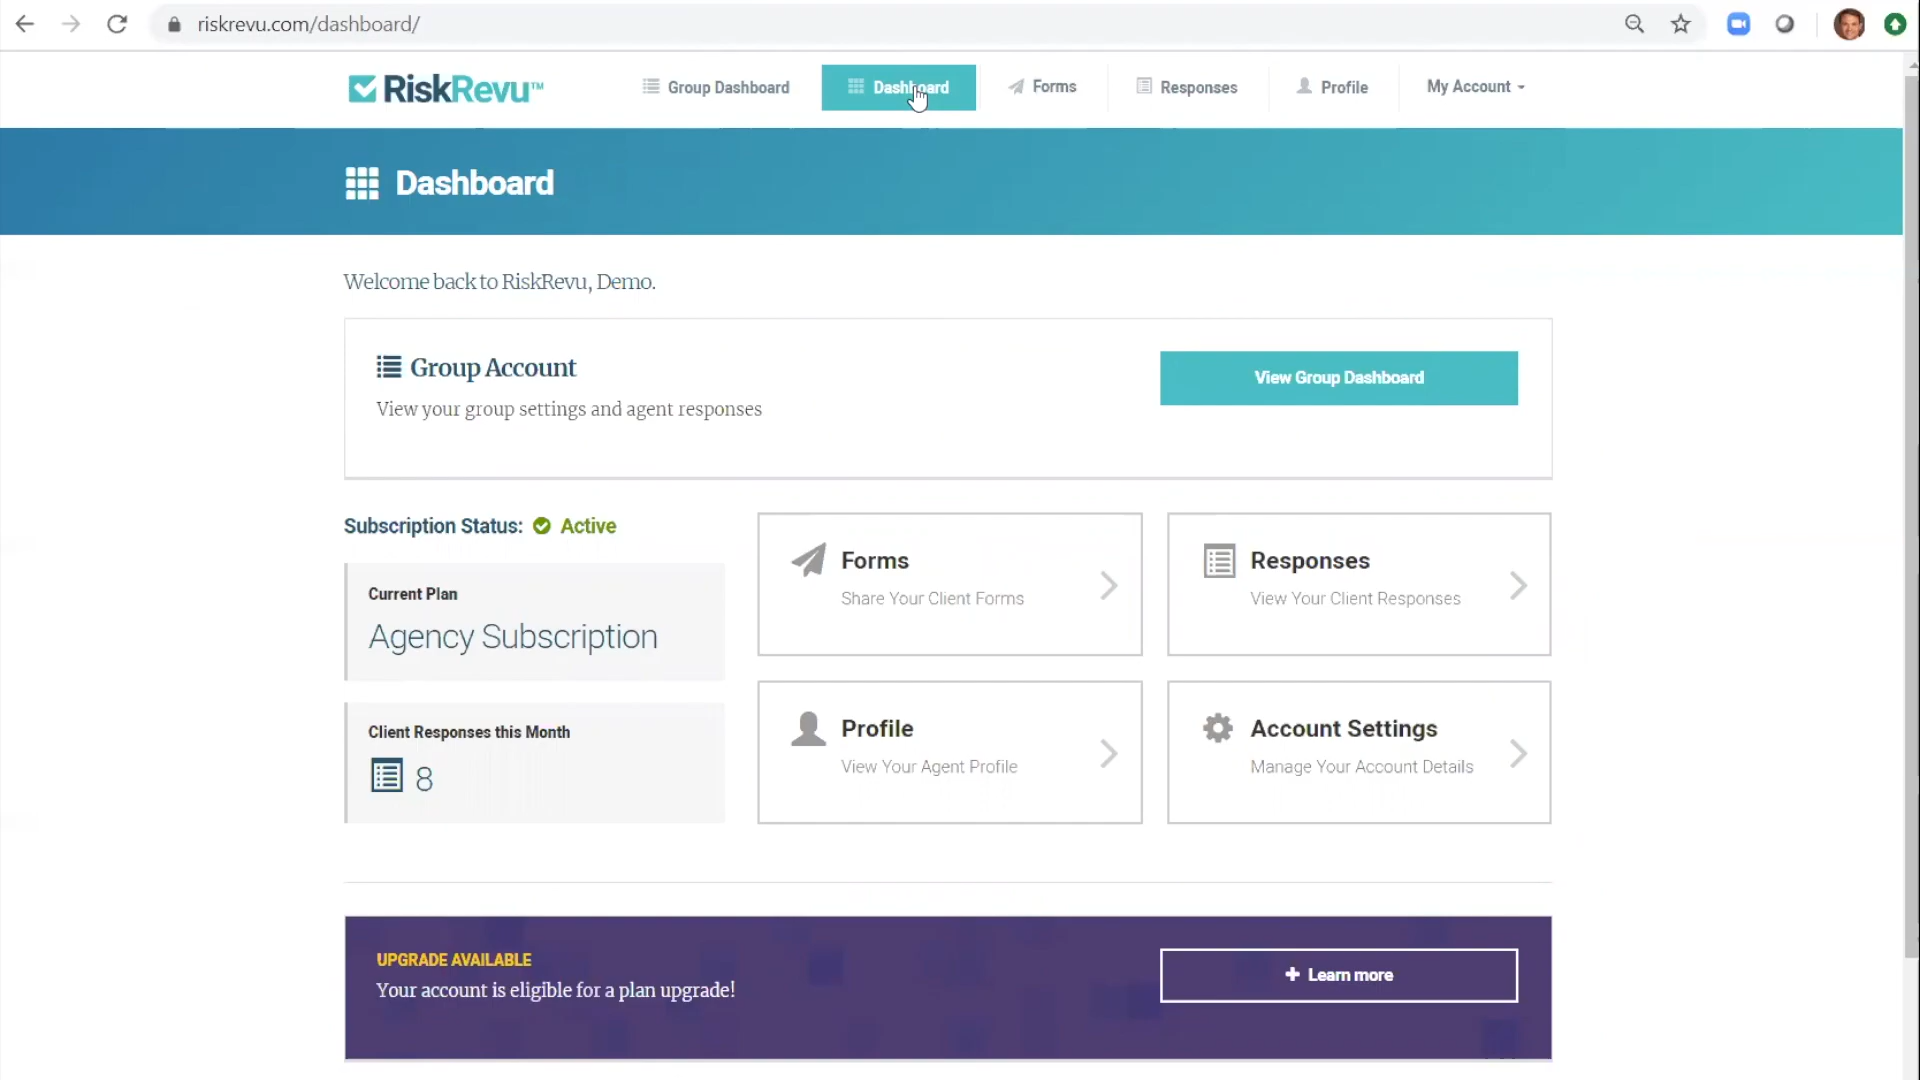 riskrevu.com/dashboard/
RiskRevu™
Group Dashboard
Dashboard
Forms
Responses
Profile
My Account
Dashboard
Welcome back to RiskRevu, Demo.
Group Account
View your group settings and agent responses
View Group Dashboard
Subscription Status: Active
Current Plan
Agency Subscription
Client Responses this Month
8
Forms
Share Your Client Forms
Responses
View Your Client Responses
Profile
View Your Agent Profile
Account Settings
Manage Your Account Details
UPGRADE AVAILABLE
Your account is eligible for a plan upgrade!
+ Learn more